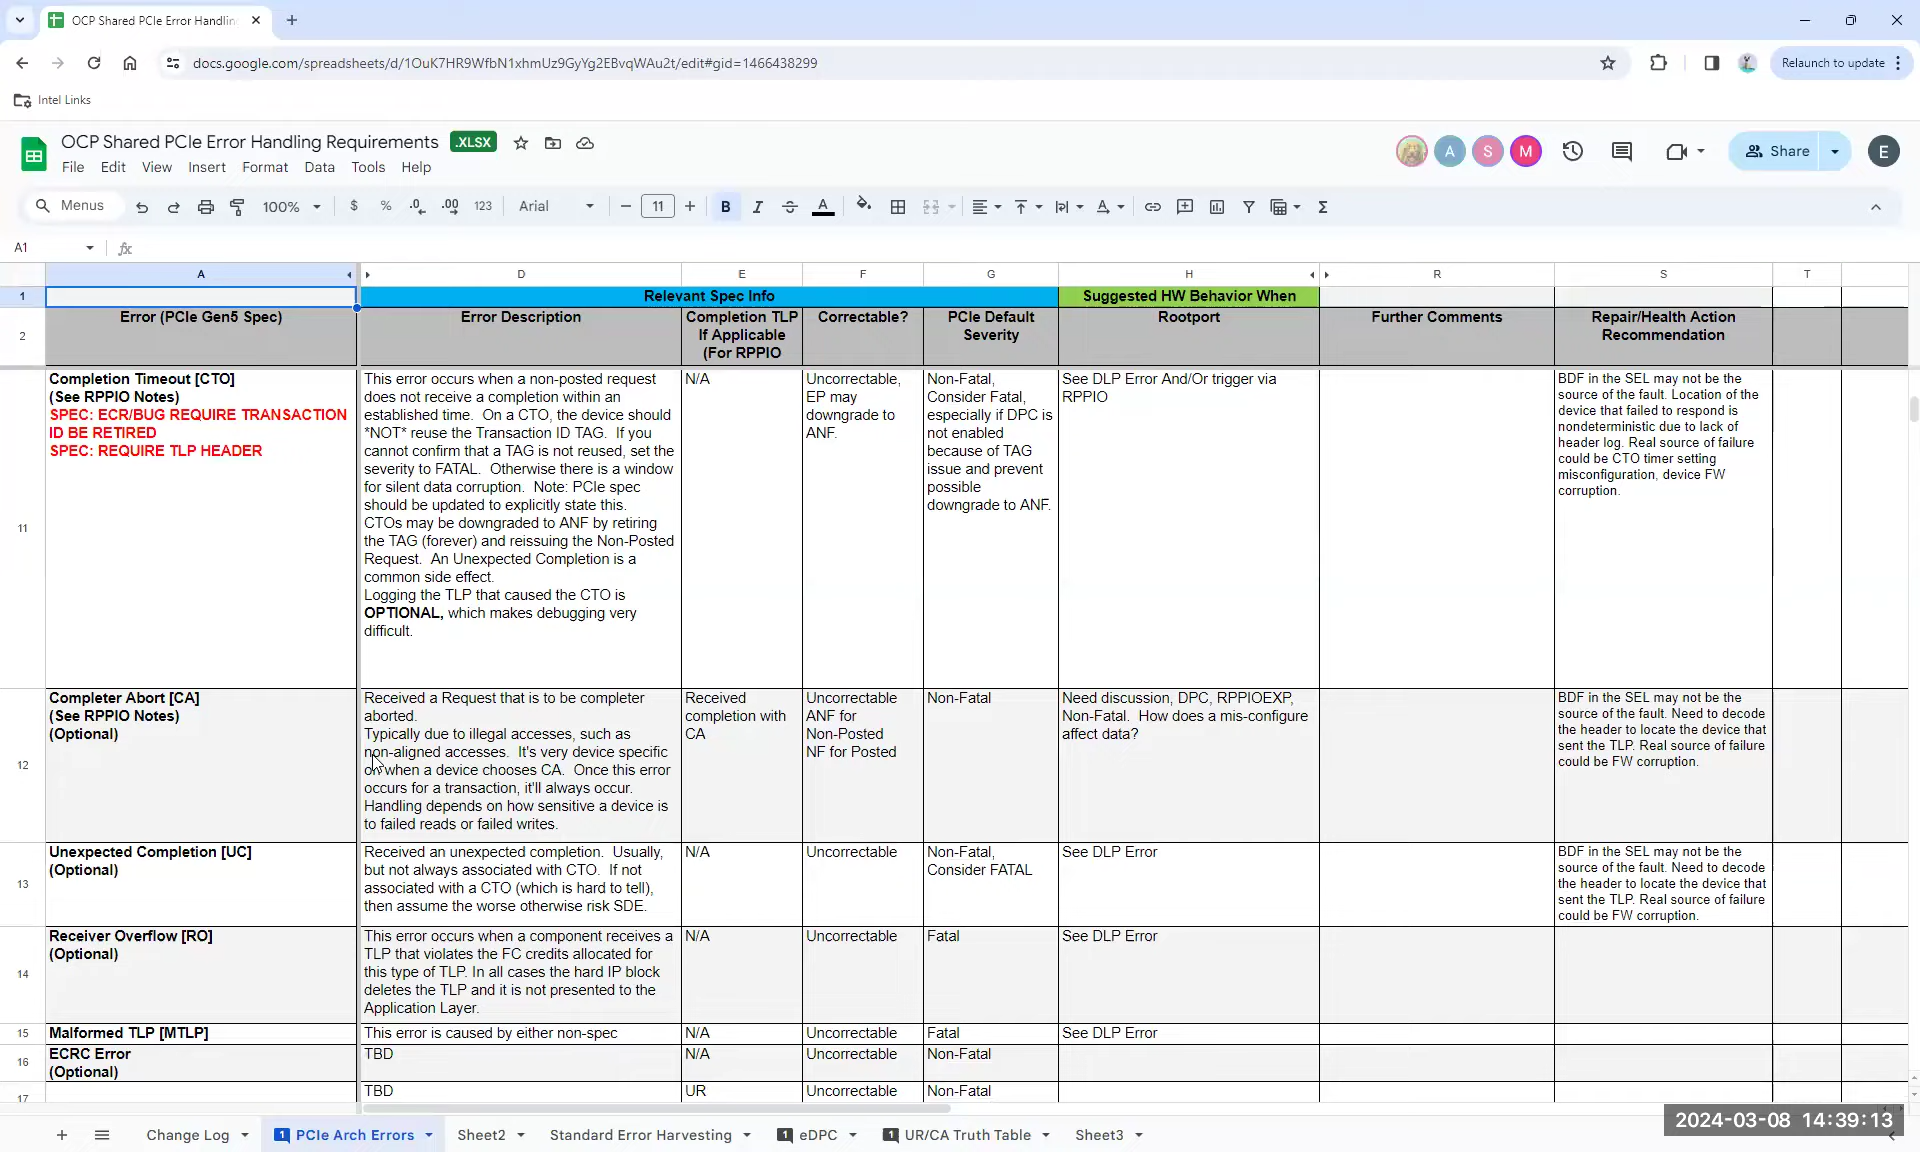 OCP Shared PCIe Error Handlin
docs.google.com/spreadsheets/d/1OuK7HR9WfbN1xhmUz9GyYg2EBvqWAu2t/edit#gid=1466438299
Relaunch to update
Intel Links
OCP Shared PCIe Error Handling Requirements
.XLSX
File Edit View Insert Format Data Tools Help
A S M
Share
E
Menus
100%
$ % .0 .00 123
Arial
11
B I A
A1
fx
A D E F G H R S T
1
Relevant Spec Info
Suggested HW Behavior When
2
Error (PCIe Gen5 Spec)
Error Description
Completion TLP
If Applicable
(For RPPIO
Correctable?
PCIe Default
Severity
Rootport
Further Comments
Repair/Health Action
Recommendation
11
Completion Timeout [CTO]
(See RPPIO Notes)
SPEC: ECR/BUG REQUIRE TRANSACTION
ID BE RETIRED
SPEC: REQUIRE TLP HEADER
This error occurs when a non-posted request
does not receive a completion within an
established time. On a CTO, the device should
*NOT* reuse the Transaction ID TAG. If you
cannot confirm that a TAG is not reused, set the
severity to FATAL. Otherwise there is a window
for silent data corruption. Note: PCIe spec
should be updated to explicitly state this.
CTOs may be downgraded to ANF by retiring
the TAG (forever) and reissuing the Non-Posted
Request. An Unexpected Completion is a
common side effect.
Logging the TLP that caused the CTO is
OPTIONAL, which makes debugging very
difficult.
N/A
Uncorrectable,
EP may
downgrade to
ANF.
Non-Fatal,
Consider Fatal,
especially if DPC is
not enabled
because of TAG
issue and prevent
possible
downgrade to ANF.
See DLP Error And/Or trigger via
RPPIO
BDF in the SEL may not be the
source of the fault. Location of the
device that failed to respond is
nondeterministic due to lack of
header log. Real source of failure
could be CTO timer setting
misconfiguration, device FW
corruption.
12
Completer Abort [CA]
(See RPPIO Notes)
(Optional)
Received a Request that is to be completer
aborted.
Typically due to illegal accesses, such as
non-aligned accesses. It's very device specific
on when a device chooses CA. Once this error
occurs for a transaction, it'll always occur.
Handling depends on how sensitive a device is
to failed reads or failed writes.
Received
completion with
CA
Uncorrectable
ANF for
Non-Posted
NF for Posted
Non-Fatal
Need discussion, DPC, RPPIOEXP,
Non-Fatal. How does a mis-configure
affect data?
BDF in the SEL may not be the
source of the fault. Need to decode
the header to locate the device that
sent the TLP. Real source of failure
could be FW corruption.
13
Unexpected Completion [UC]
(Optional)
Received an unexpected completion. Usually,
but not always associated with CTO. If not
associated with a CTO (which is hard to tell),
then assume the worse otherwise risk SDE.
N/A
Uncorrectable
Non-Fatal,
Consider FATAL
See DLP Error
BDF in the SEL may not be the
source of the fault. Need to decode
the header to locate the device that
sent the TLP. Real source of failure
could be FW corruption.
14
Receiver Overflow [RO]
(Optional)
This error occurs when a component receives a
TLP that violates the FC credits allocated for
this type of TLP. In all cases the hard IP block
deletes the TLP and it is not presented to the
Application Layer.
N/A
Uncorrectable
Fatal
See DLP Error
15
Malformed TLP [MTLP]
This error is caused by either non-spec
N/A
Uncorrectable
Fatal
See DLP Error
16
ECRC Error
(Optional)
TBD
N/A
Uncorrectable
Non-Fatal
17
TBD
UR
Uncorrectable
Non-Fatal
Change Log
1 PCIe Arch Errors
Sheet2
Standard Error Harvesting
1 eDPC
1 UR/CA Truth Table
Sheet3
2024-03-08 14:39:13